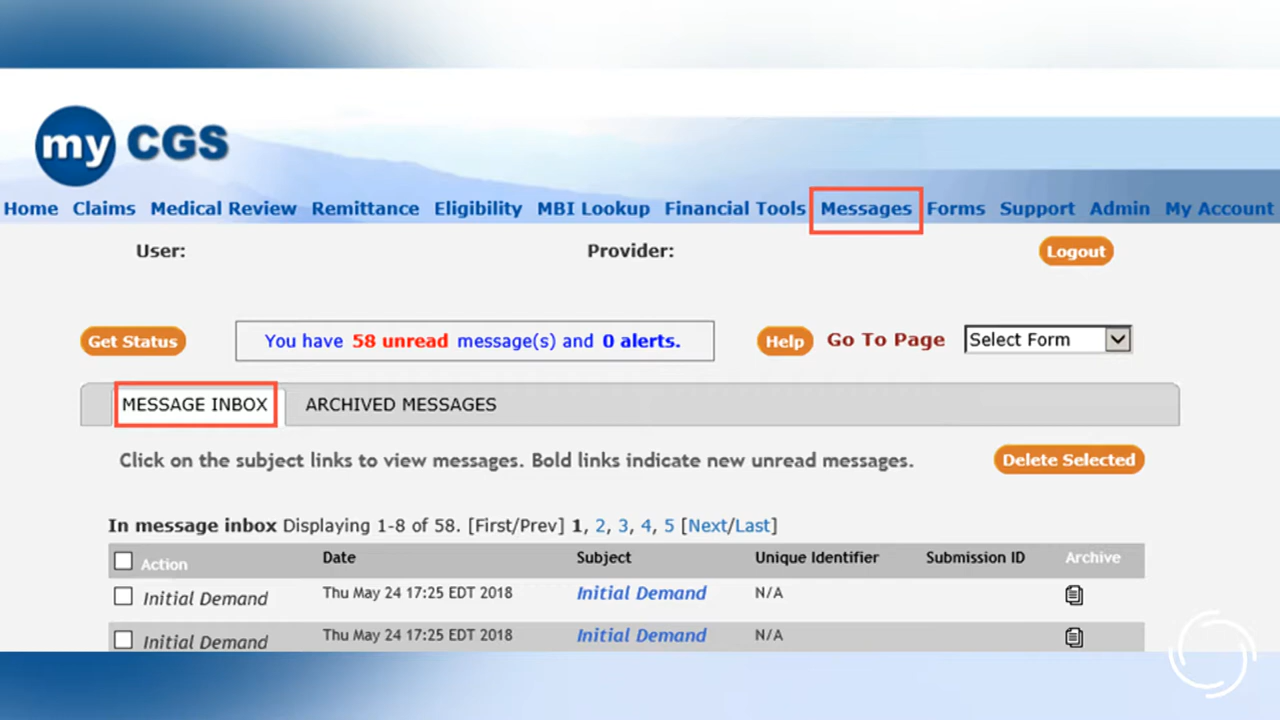 my CGS
Home Claims Medical Review Remittance Eligibility MBI Lookup Financial Tools Messages Forms Support Admin My Account
User: Provider: Logout
Get Status You have 58 unread message(s) and 0 alerts. Help Go To Page Select Form
MESSAGE INBOX ARCHIVED MESSAGES
Click on the subject links to view messages. Bold links indicate new unread messages. Delete Selected
In message inbox Displaying 1-8 of 58. [First/Prev] 1, 2, 3, 4, 5 [Next/Last]
Action Date Subject Unique Identifier Submission ID Archive
Initial Demand Thu May 24 17:25 EDT 2018 Initial Demand N/A
Initial Demand Thu May 24 17:25 EDT 2018 Initial Demand N/A